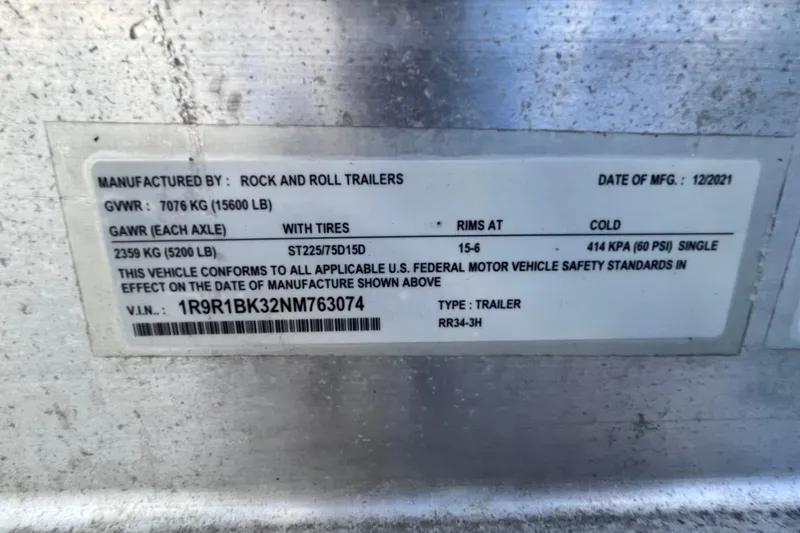 MANUFACTURED BY : ROCK AND ROLL TRAILERS DATE OF MFG. : 12/2021
GVWR : 7076 KG (15600 LB)
GAWR (EACH AXLE) WITH TIRES RIMS AT COLD
2359 KG (5200 LB) ST225/75D15D 15-6 414 KPA (60 PSI) SINGLE
THIS VEHICLE CONFORMS TO ALL APPLICABLE U.S. FEDERAL MOTOR VEHICLE SAFETY STANDARDS IN
EFFECT ON THE DATE OF MANUFACTURE SHOWN ABOVE
V.I.N.. : 1R9R1BK32NM763074 TYPE : TRAILER
RR34-3H